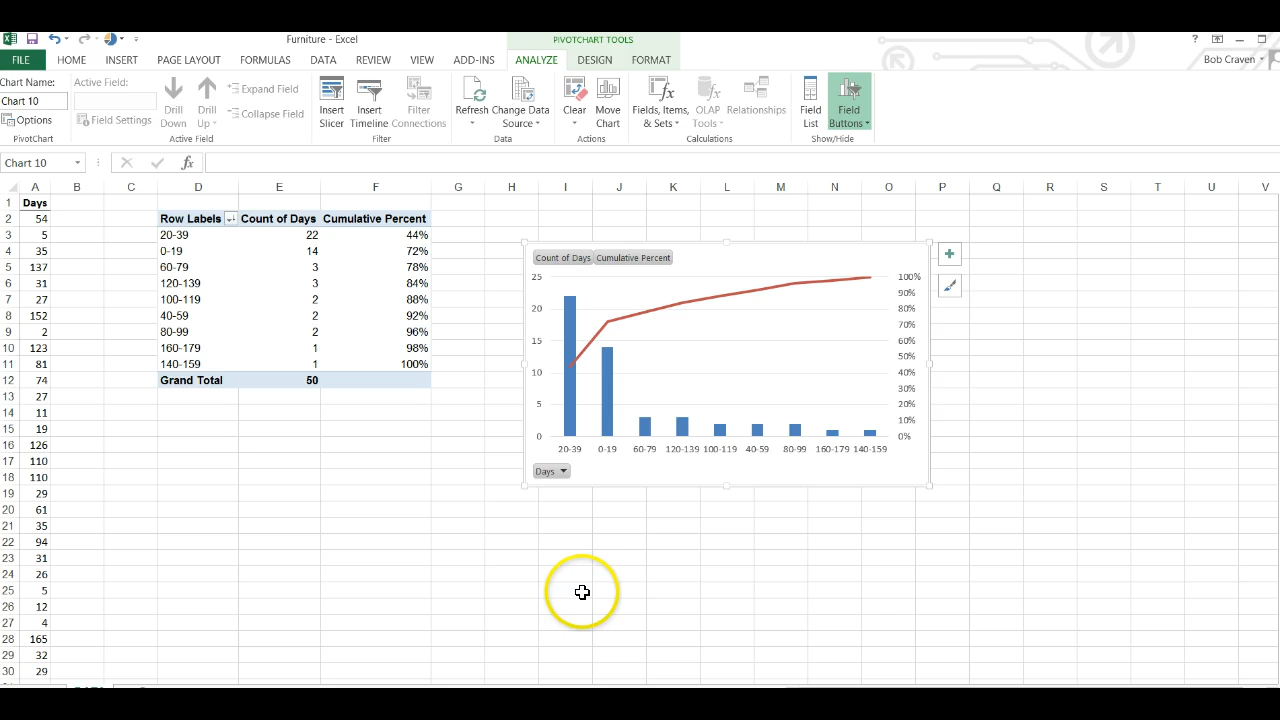 Furniture - Excel
PIVOTCHART TOOLS
?
FILE HOME INSERT PAGE LAYOUT FORMULAS DATA REVIEW VIEW ADD-INS ANALYZE DESIGN FORMAT Bob Craven
Chart Name:
Chart 10
Options
PivotChart
Active Field:
Field Settings
Drill Down
Drill Up
Expand Field
Collapse Field
Active Field
Insert Slicer
Insert Timeline
Filter Connections
Filter
Refresh
Change Data Source
Data
Clear
Move Chart
Actions
Fields, Items, & Sets
OLAP Tools
Relationships
Calculations
Field List
Field Buttons
Show/Hide
Chart 10 fx
A B C D E F G H I J K L M N O P Q R S T U V
1 Days
2 54 Row Labels Count of Days Cumulative Percent
3 5 20-39 22 44%
4 35 0-19 14 72%
5 137 60-79 3 78%
6 31 120-139 3 84%
7 27 100-119 2 88%
8 152 40-59 2 92%
9 2 80-99 2 96%
10 123 160-179 1 98%
11 81 140-159 1 100%
12 74 Grand Total 50
13 27
14 11
15 19
16 126
17 110
18 110
19 29
20 61
21 35
22 94
23 31
24 26
25 5
26 12
27 4
28 165
29 32
30 29
Count of Days Cumulative Percent
25 100%
90%
20 80%
70%
15 60%
50%
10 40%
30%
5 20%
10%
0 0%
20-39 0-19 60-79 120-139 100-119 40-59 80-99 160-179 140-159
Days